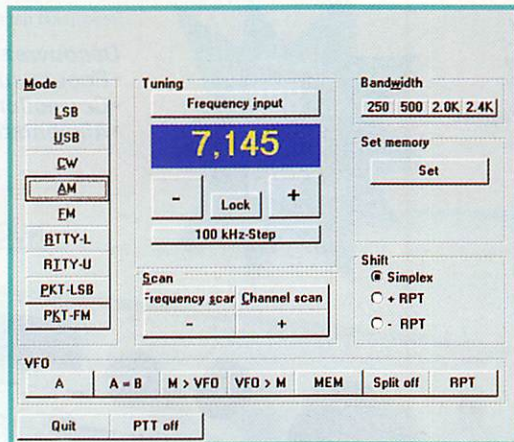 Mode
LSB
USB
CW
AM
FM
RTTY-L
RTTY-U
PKT-LSB
PKT-FM
Tuning
Frequency input
7,145
-
Lock
+
100 kHz-Step
Scan
Frequency scan
Channel scan
-
+
Bandwidth
250 500 2.0K 2.4K
Set memory
Set
Shift
Simplex
+ RPT
- RPT
VFO
A
A = B
M > VFO
VFO > M
MEM
Split off
RPT
Quit
PTT off